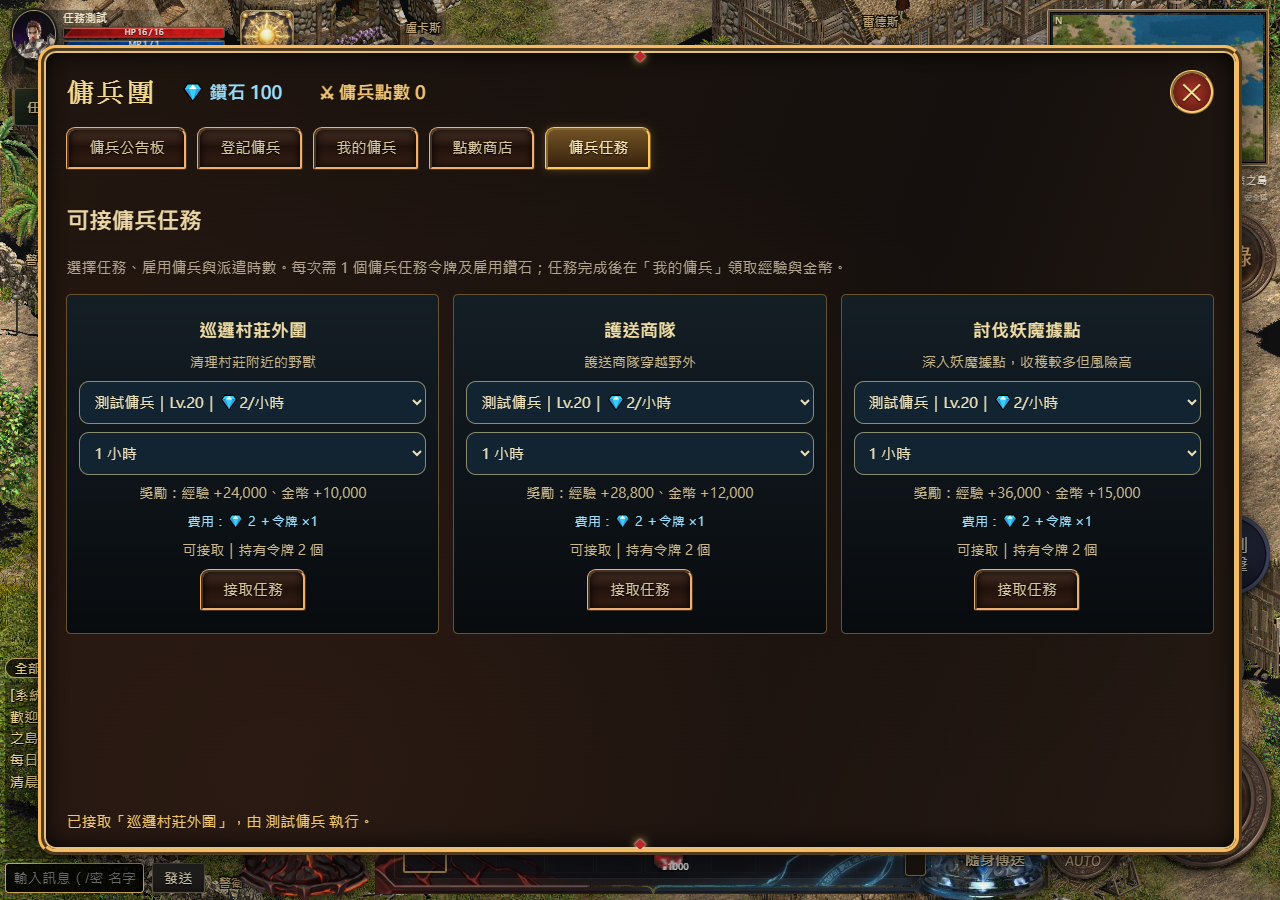 任務測試
HP 16/16
盧卡斯
雷德斯
N
傭兵團
💎 鑽石 100
⚔ 傭兵點數 0
傭兵公告板
登記傭兵
我的傭兵
點數商店
傭兵任務
可接傭兵任務
選擇任務、雇用傭兵與派遣時數。每次需 1 個傭兵任務令牌及雇用鑽石；任務完成後在「我的傭兵」領取經驗與金幣。
巡邏村莊外圍
清理村莊附近的野獸
測試傭兵 | Lv.20 | 💎 2/小時
1 小時
獎勵：經驗 +24,000、金幣 +10,000
費用：💎 2 + 令牌 ×1
可接取 | 持有令牌 2 個
接取任務
護送商隊
護送商隊穿越野外
測試傭兵 | Lv.20 | 💎 2/小時
1 小時
獎勵：經驗 +28,800、金幣 +12,000
費用：💎 2 + 令牌 ×1
可接取 | 持有令牌 2 個
接取任務
討伐妖魔據點
深入妖魔據點，收穫較多但風險高
測試傭兵 | Lv.20 | 💎 2/小時
1 小時
獎勵：經驗 +36,000、金幣 +15,000
費用：💎 2 + 令牌 ×1
可接取 | 持有令牌 2 個
接取任務
已接取「巡邏村莊外圍」，由 測試傭兵 執行。
全部
[系統
歡迎
之島
每日
清晨
輸入訊息（/密 名字
發送
警衛
隨身傳送
AUTO